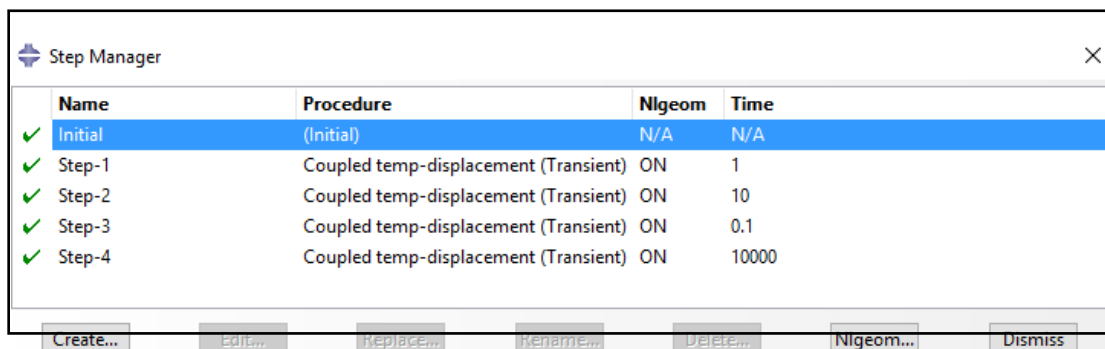 Step Manager
Name Procedure Nlgeom Time
Initial (Initial) N/A N/A
Step-1 Coupled temp-displacement (Transient) ON 1
Step-2 Coupled temp-displacement (Transient) ON 10
Step-3 Coupled temp-displacement (Transient) ON 0.1
Step-4 Coupled temp-displacement (Transient) ON 10000
Create... Edit... Replace... Rename... Delete... Nlgeom... Dismiss